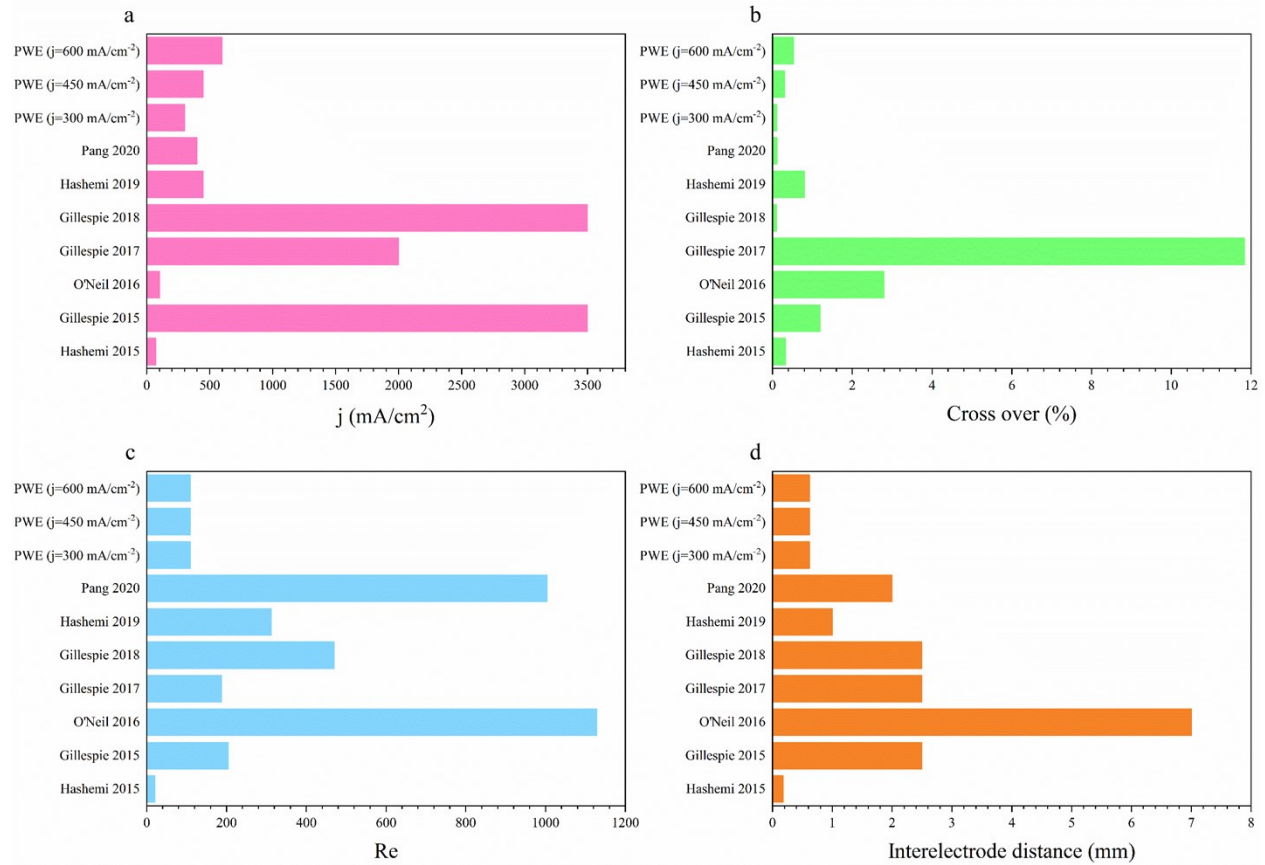 a
PWE (j=600 mA/cm⁻²)
PWE (j=450 mA/cm⁻²)
PWE (j=300 mA/cm⁻²)
Pang 2020
Hashemi 2019
Gillespie 2018
Gillespie 2017
O'Neil 2016
Gillespie 2015
Hashemi 2015
0 500 1000 1500 2000 2500 3000 3500
j (mA/cm²)
b
PWE (j=600 mA/cm⁻²)
PWE (j=450 mA/cm⁻²)
PWE (j=300 mA/cm⁻²)
Pang 2020
Hashemi 2019
Gillespie 2018
Gillespie 2017
O'Neil 2016
Gillespie 2015
Hashemi 2015
0 2 4 6 8 10 12
Cross over (%)
c
PWE (j=600 mA/cm⁻²)
PWE (j=450 mA/cm⁻²)
PWE (j=300 mA/cm⁻²)
Pang 2020
Hashemi 2019
Gillespie 2018
Gillespie 2017
O'Neil 2016
Gillespie 2015
Hashemi 2015
0 200 400 600 800 1000 1200
Re
d
PWE (j=600 mA/cm⁻²)
PWE (j=450 mA/cm⁻²)
PWE (j=300 mA/cm⁻²)
Pang 2020
Hashemi 2019
Gillespie 2018
Gillespie 2017
O'Neil 2016
Gillespie 2015
Hashemi 2015
0 1 2 3 4 5 6 7 8
Interelectrode distance (mm)